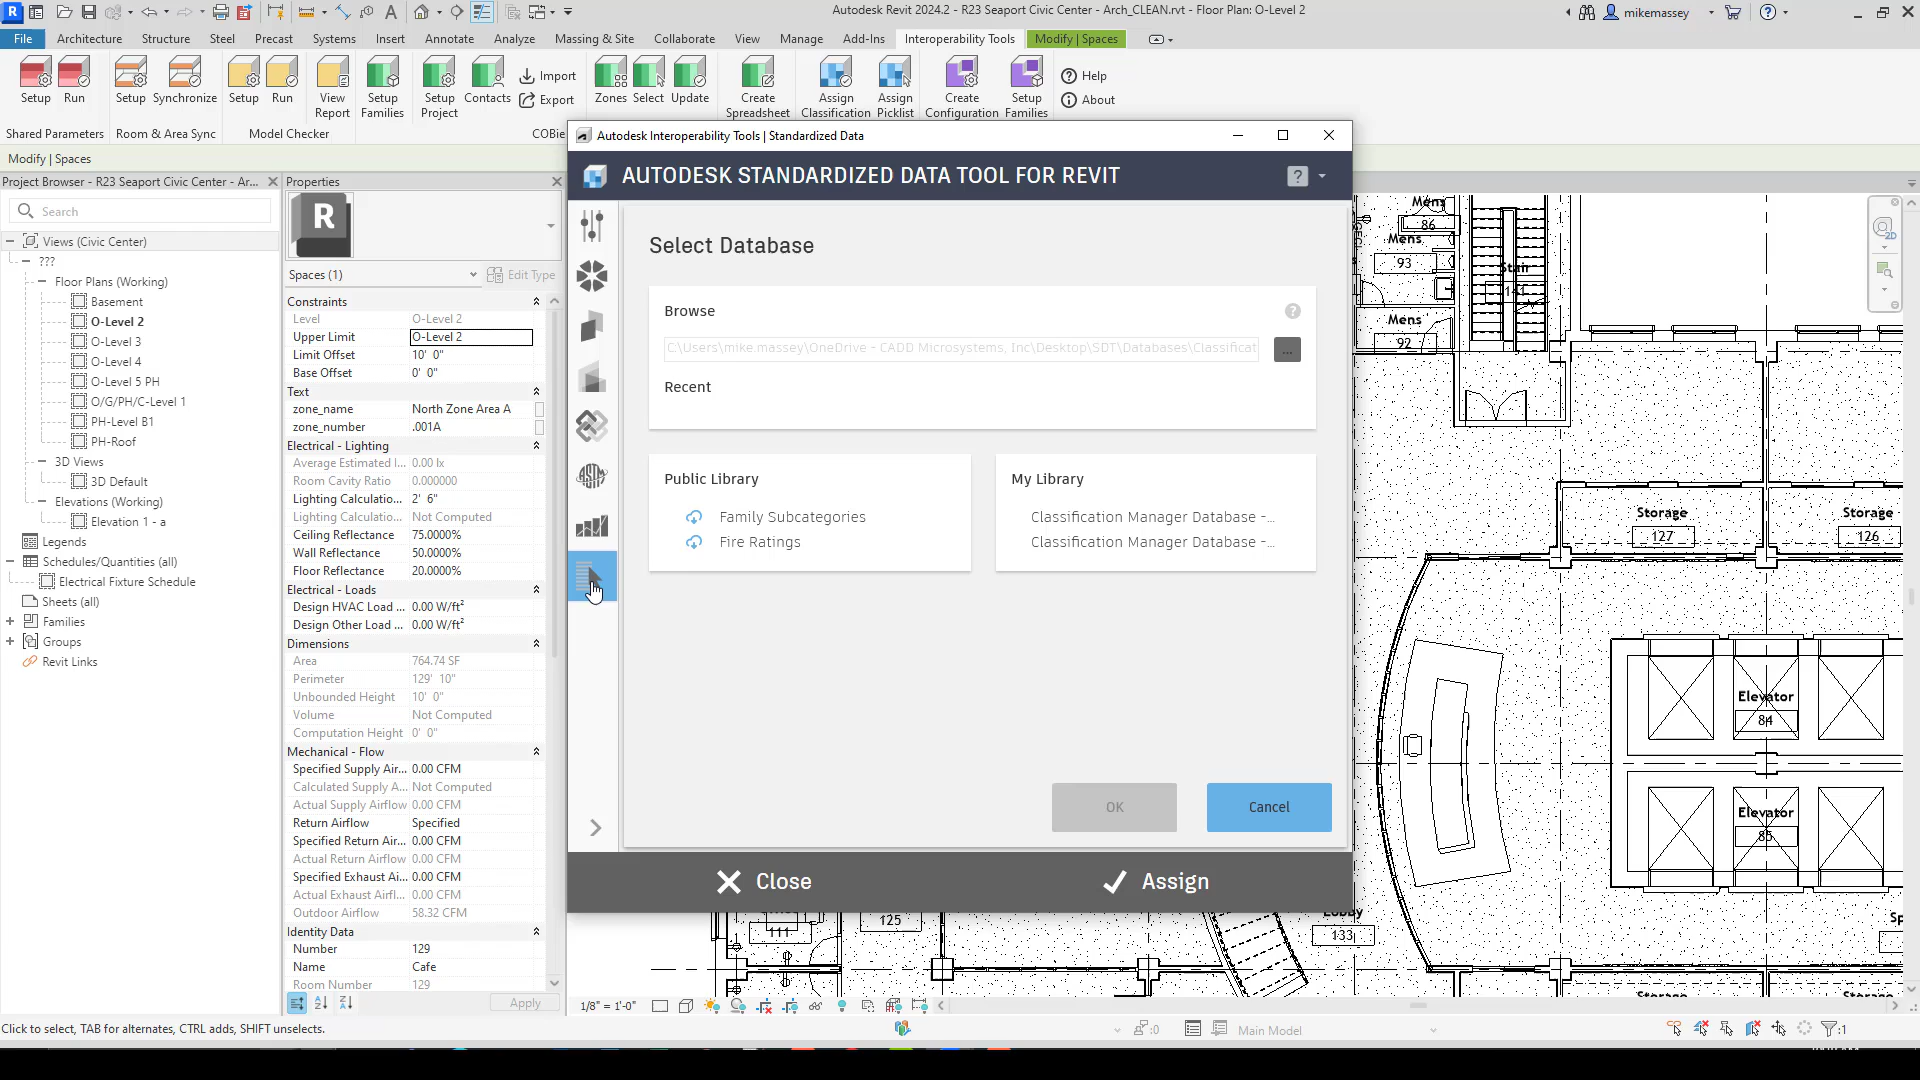 Autodesk Revit 2024.2 - R23 Seaport Civic Center - Arch_CLEAN.rvt - Floor Plan: O-Level 2
mikemassey
File Architecture Structure Steel Precast Systems Insert Annotate Analyze Massing & Site Collaborate View Manage Add-Ins Interoperability Tools Modify | Spaces
Setup Run Setup Synchronize Setup Run View Report Setup Families Setup Project Contacts Import Export Zones Select Update Create Spreadsheet Assign Classification Assign Picklist Create Configuration Setup Families Help About
Shared Parameters Room & Area Sync Model Checker COBie
Modify | Spaces
Project Browser - R23 Seaport Civic Center - Ar...
Search
Views (Civic Center)
???
Floor Plans (Working)
Basement
O-Level 2
O-Level 3
O-Level 4
O-Level 5 PH
O/G/PH/C-Level 1
PH-Level B1
PH-Roof
3D Views
3D Default
Elevations (Working)
Elevation 1 - a
Legends
Schedules/Quantities (all)
Electrical Fixture Schedule
Sheets (all)
Families
Groups
Revit Links
Properties
R
Spaces (1) Edit Type
Constraints
Level O-Level 2
Upper Limit O-Level 2
Limit Offset 10' 0"
Base Offset 0' 0"
Text
zone_name North Zone Area A
zone_number .001A
Electrical - Lighting
Average Estimated I... 0.00 lx
Room Cavity Ratio 0.000000
Lighting Calculatio... 2' 6"
Lighting Calculatio... Not Computed
Ceiling Reflectance 75.0000%
Wall Reflectance 50.0000%
Floor Reflectance 20.0000%
Electrical - Loads
Design HVAC Load ... 0.00 W/ft²
Design Other Load ... 0.00 W/ft²
Dimensions
Area 764.74 SF
Perimeter 129' 10"
Unbounded Height 10' 0"
Volume Not Computed
Computation Height 0' 0"
Mechanical - Flow
Specified Supply Air... 0.00 CFM
Calculated Supply A... Not Computed
Actual Supply Airflow 0.00 CFM
Return Airflow Specified
Specified Return Air... 0.00 CFM
Actual Return Airflow 0.00 CFM
Specified Exhaust Ai... 0.00 CFM
Actual Exhaust Airfl... 0.00 CFM
Outdoor Airflow 58.32 CFM
Identity Data
Number 129
Name Cafe
Room Number 129
Apply
Autodesk Interoperability Tools | Standardized Data
AUTODESK STANDARDIZED DATA TOOL FOR REVIT
ASTM
Select Database
Browse
C:\Users\mike.massey\OneDrive - CADD Microsystems, Inc\Desktop\SDT\Databases\Classificat
...
Recent
Public Library
Family Subcategories
Fire Ratings
My Library
Classification Manager Database -...
Classification Manager Database -...
OK Cancel
Close Assign
Mens
86
Mens
93
Mens
92
Stair
141
2D
Storage
127
Storage
126
Elevator
84
Elevator
85
111
125
Lobby
133
Storage
Storage
1/8" = 1'-0"
Click to select, TAB for alternates, CTRL adds, SHIFT unselects.
:0
Main Model
:1